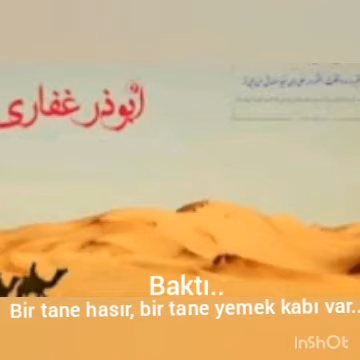 ابوذر غفاری
Baktı..
Bir tane hasır, bir tane yemek kabı var..
InShOt